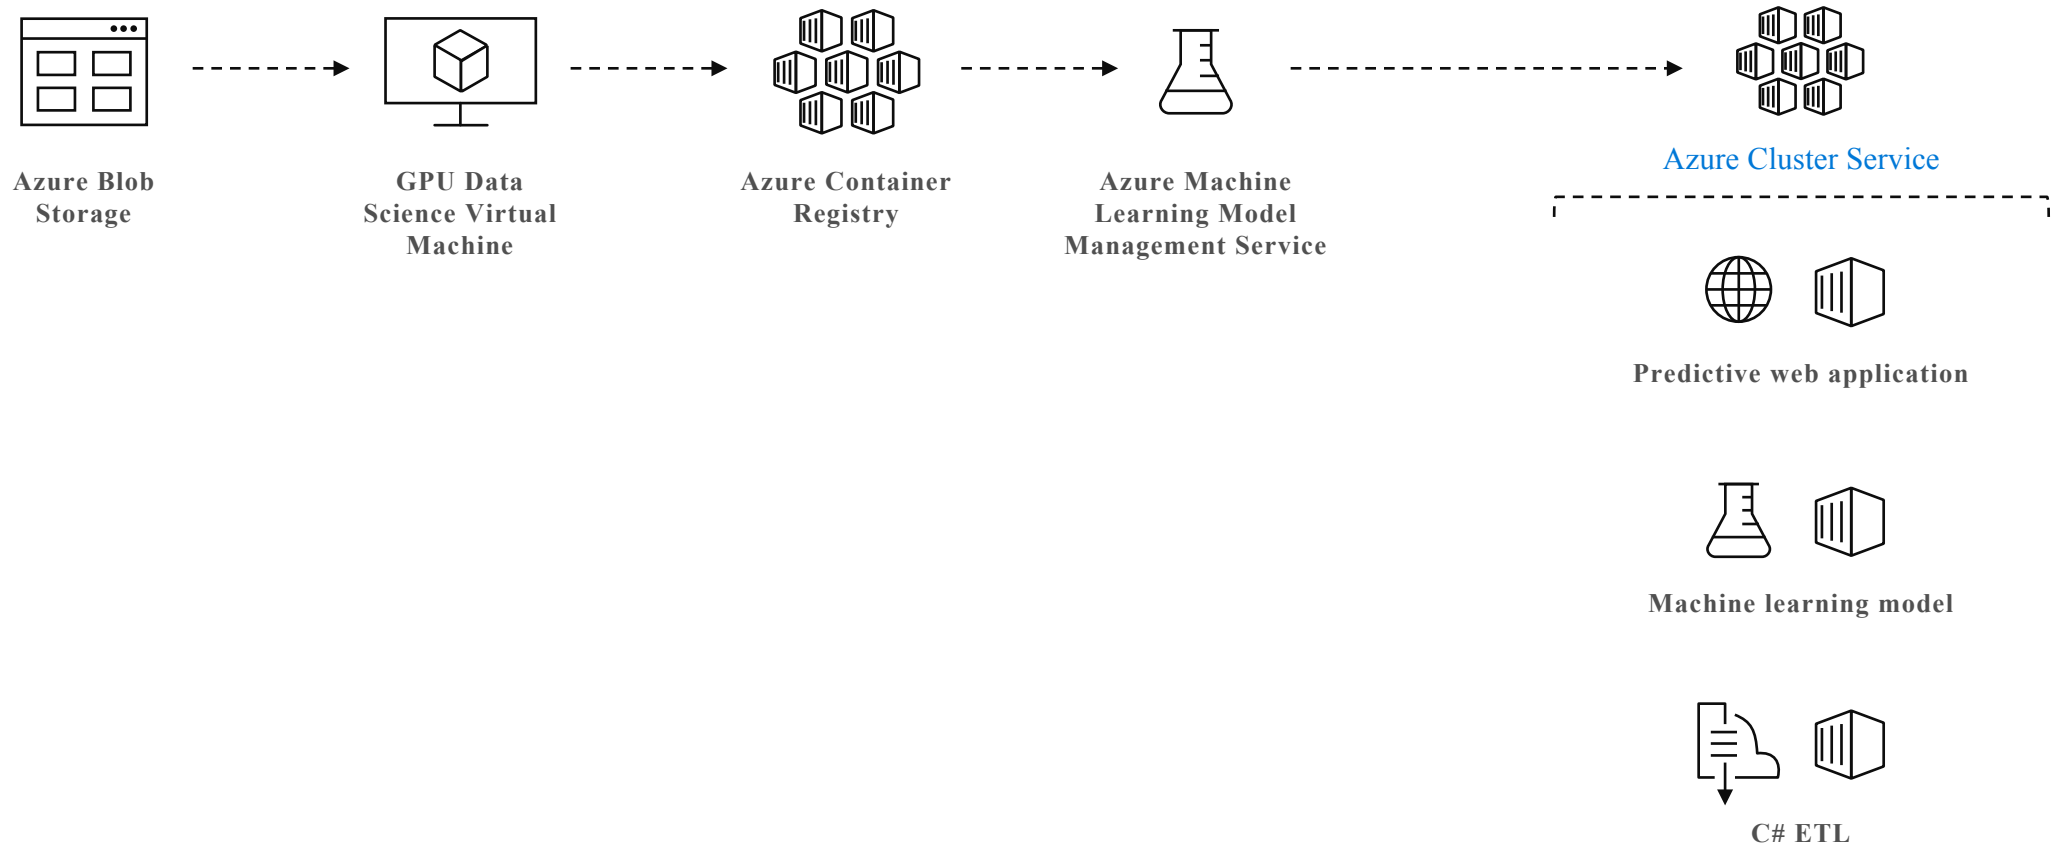 Azure Blob
Storage
GPU Data
Science Virtual
Machine
Azure Container
Registry
Azure Machine
Learning Model
Management Service
Azure Cluster Service
Predictive web application
Machine learning model
C# ETL